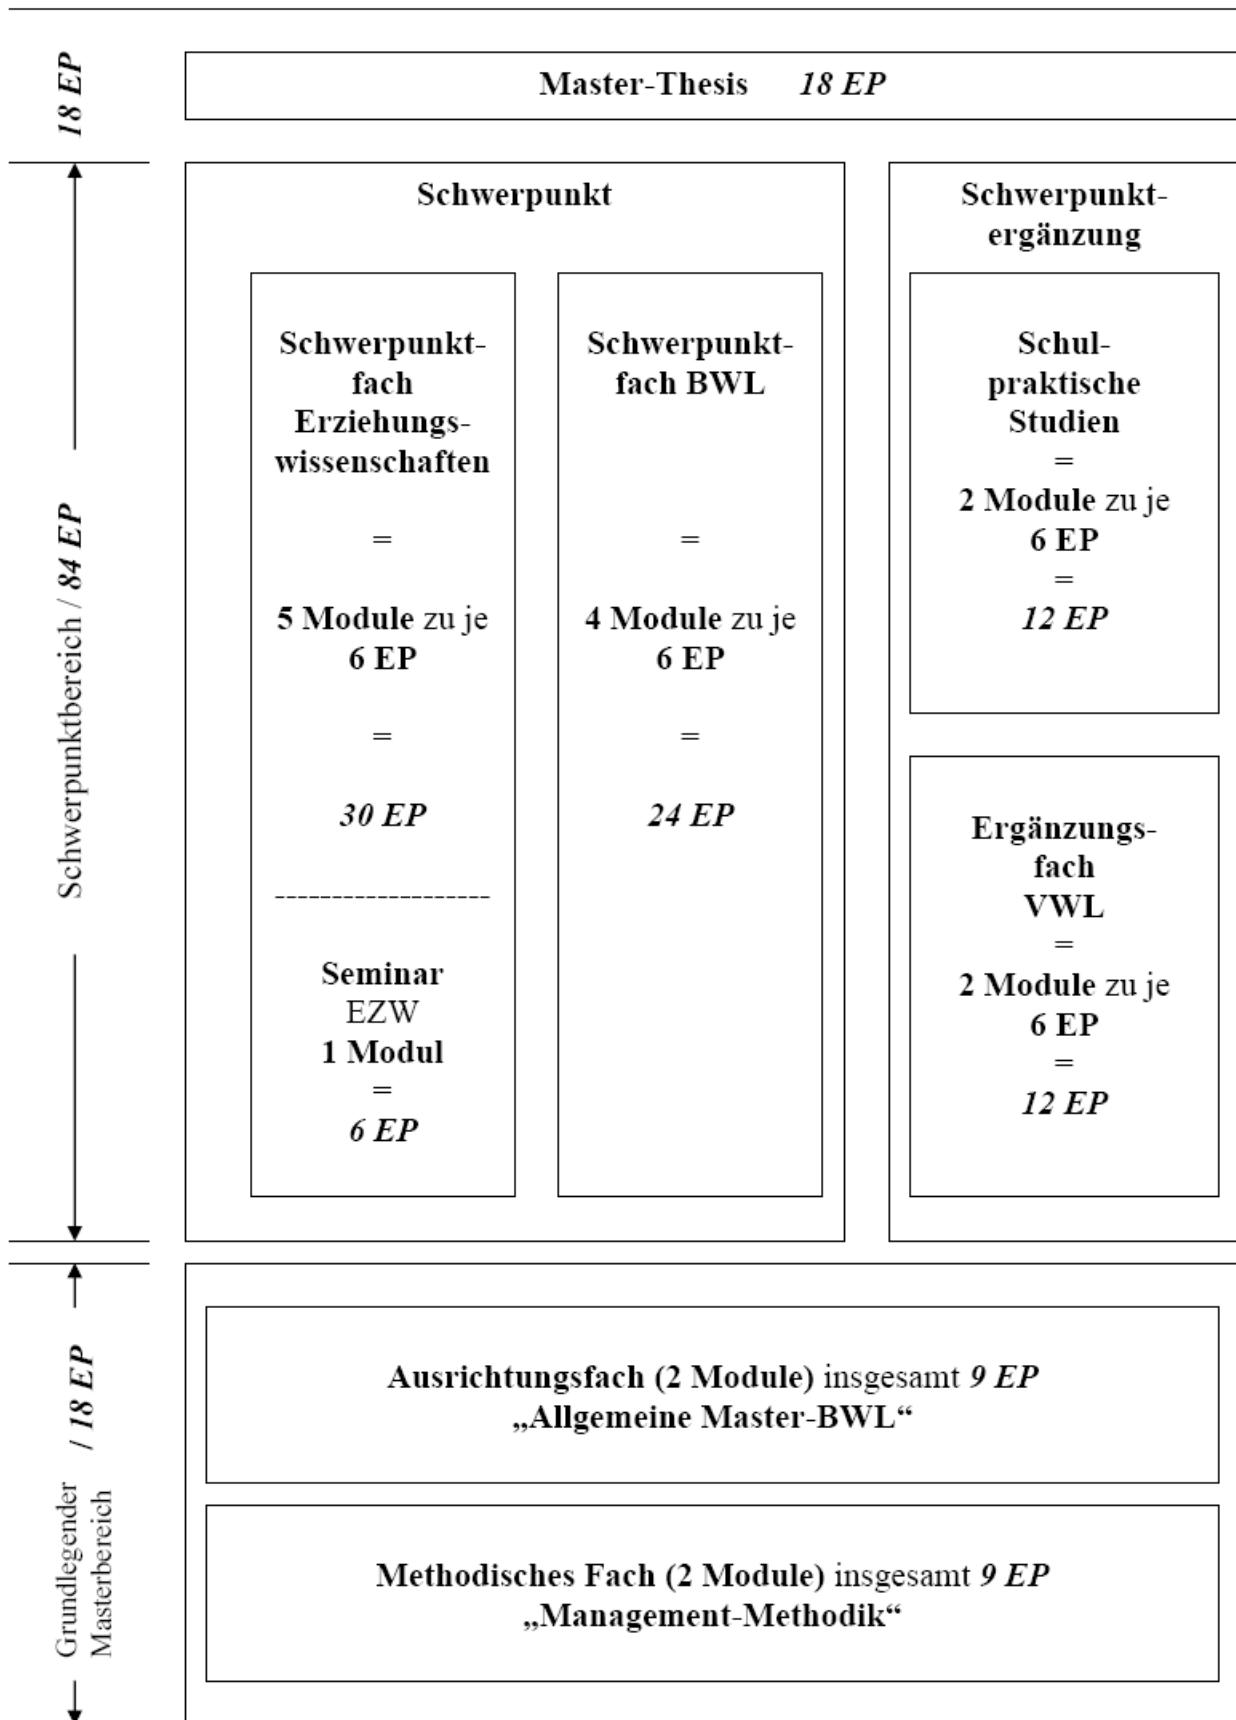 18 EP
Master-Thesis 18 EP
Schwerpunktbereich / 84 EP
Schwerpunkt
Schwerpunkt-
fach
Erziehungs-
wissenschaften
=
5 Module zu je
6 EP
=
30 EP
-------------------
Seminar
EZW
1 Modul
=
6 EP
Schwerpunkt-
fach BWL
=
4 Module zu je
6 EP
=
24 EP
Schwerpunkt-
ergänzung
Schul-
praktische
Studien
=
2 Module zu je
6 EP
=
12 EP
Ergänzungs-
fach
VWL
=
2 Module zu je
6 EP
=
12 EP
Grundlegender
Masterbereich
/ 18 EP
Ausrichtungsfach (2 Module) insgesamt 9 EP
„Allgemeine Master-BWL“
Methodisches Fach (2 Module) insgesamt 9 EP
„Management-Methodik“